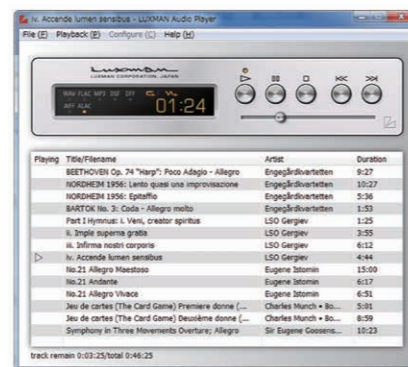 iv. Accende lumen sensibus - LUXMAN Audio Player
File (F) Playback (P) Configure (C) Help (H)
Luxman
LUXMAN CORPORATION, JAPAN
WAV FLAC MP3 DSF DFF
AIFF ALAC
01:24
Playing Title/Filename Artist Duration
BEETHOVEN Op. 74 "Harp": Poco Adagio - Allegro Engegårdkvartetten 9:27
NORDHEIM 1956: Lento quasi una improvisazione Engegårdkvartetten 10:27
NORDHEIM 1956: Epitaffio Engegårdkvartetten 5:36
BARTOK No. 3: Coda - Allegro molto Engegårdkvartetten 1:53
Part I Hymnus: i. Veni, creator spiritus LSO Gergiev 1:25
ii. Imple superna gratia LSO Gergiev 3:55
iii. Infirma nostri corporis LSO Gergiev 6:12
iv. Accende lumen sensibus LSO Gergiev 4:44
No.21 Allegro Maestoso Eugene Istomin 15:00
No.21 Andante Eugene Istomin 6:17
No.21 Allegro Vivace Eugene Istomin 6:51
Jeu de cartes (The Card Game) Premiere donne (... Charles Munch • Bo... 5:01
Jeu de cartes (The Card Game) Deuxième donne (... Charles Munch • Bo... 8:59
Symphony in Three Movements Overture; Allegro Sir Eugene Goosens... 10:23
track remain 0:03:25/total 0:46:25